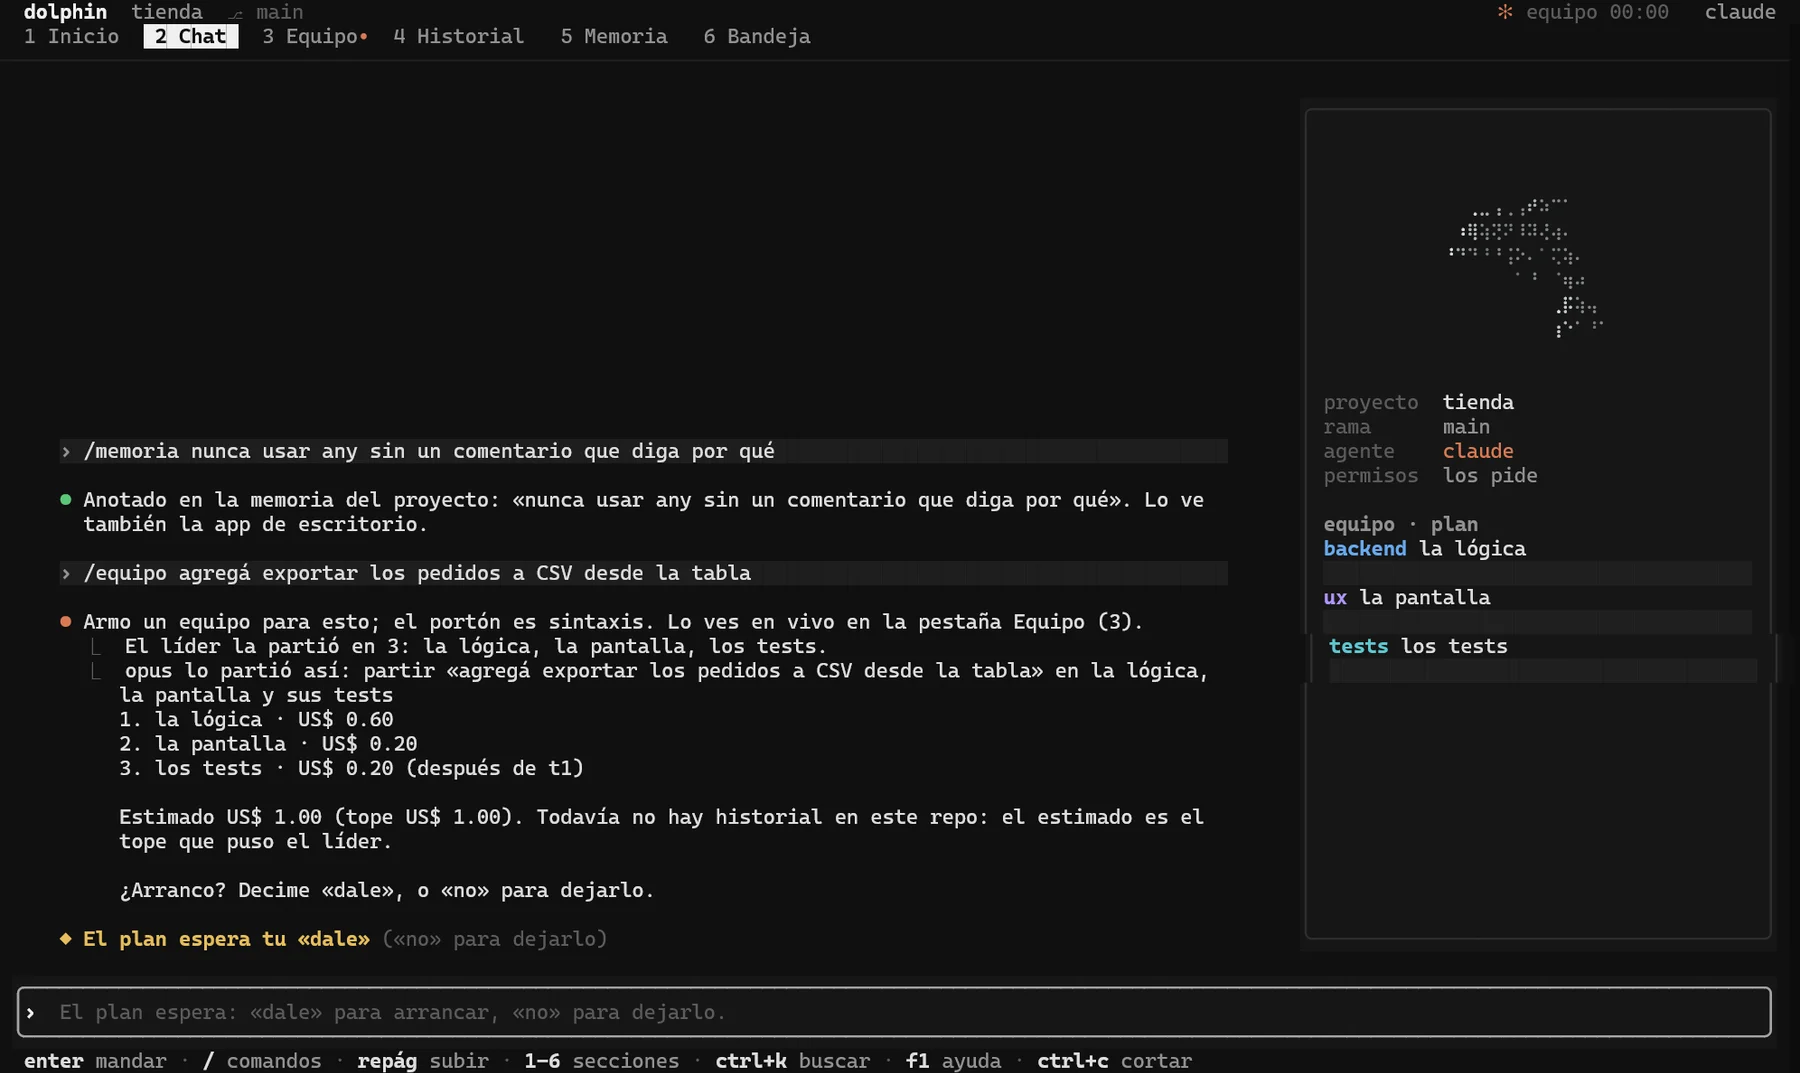 dolphin tienda main
✻ equipo 00:00 claude
1 Inicio 2 Chat 3 Equipo• 4 Historial 5 Memoria 6 Bandeja
› /memoria nunca usar any sin un comentario que diga por qué
● Anotado en la memoria del proyecto: «nunca usar any sin un comentario que diga por qué». Lo ve
también la app de escritorio.
› /equipo agregá exportar los pedidos a CSV desde la tabla
● Armo un equipo para esto; el portón es sintaxis. Lo ves en vivo en la pestaña Equipo (3).
⎿ El líder la partió en 3: la lógica, la pantalla, los tests.
⎿ opus lo partió así: partir «agregá exportar los pedidos a CSV desde la tabla» en la lógica,
la pantalla y sus tests
1. la lógica · US$ 0.60
2. la pantalla · US$ 0.20
3. los tests · US$ 0.20 (después de t1)
Estimado US$ 1.00 (tope US$ 1.00). Todavía no hay historial en este repo: el estimado es el
tope que puso el líder.
¿Arranco? Decime «dale», o «no» para dejarlo.
◆ El plan espera tu «dale» («no» para dejarlo)
proyecto tienda
rama main
agente claude
permisos los pide
equipo · plan
backend la lógica
ux la pantalla
tests los tests
› El plan espera: «dale» para arrancar, «no» para dejarlo.
enter mandar · / comandos · repág subir · 1-6 secciones · ctrl+k buscar · f1 ayuda · ctrl+c cortar